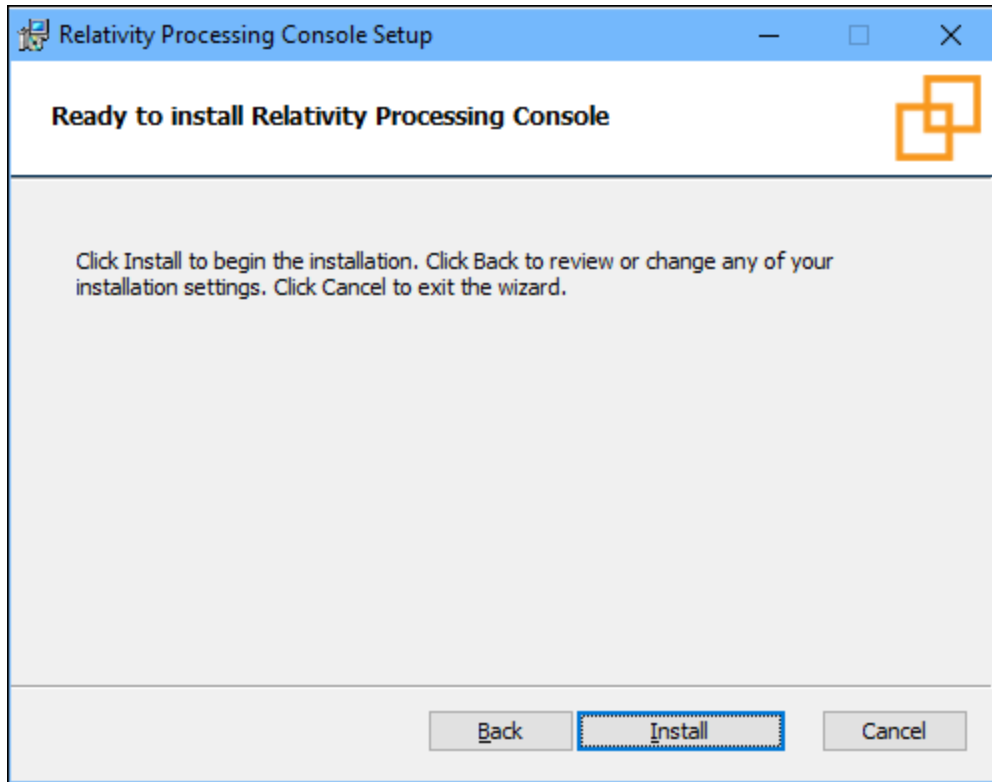 Relativity Processing Console Setup
Ready to install Relativity Processing Console
Click Install to begin the installation. Click Back to review or change any of your
installation settings. Click Cancel to exit the wizard.
Back Install Cancel